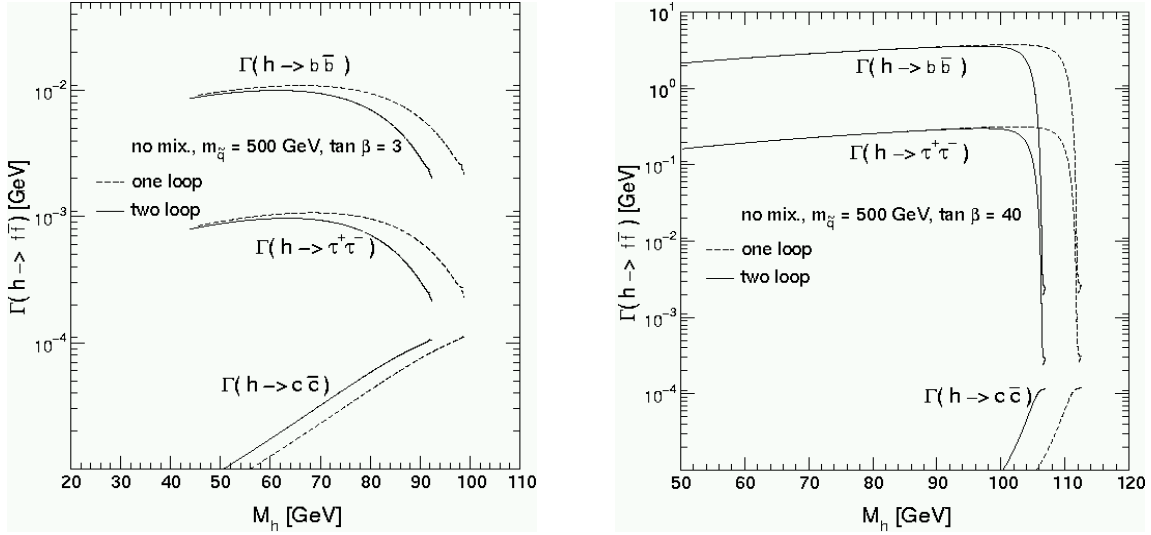 10⁻²
10⁻³
10⁻⁴
Γ( h -> f f̅ ) [GeV]
Γ( h -> b b̅ )
no mix., m_q̃ = 500 GeV, tan β = 3
one loop
two loop
Γ( h -> τ⁺τ⁻ )
Γ( h -> c c̅ )
20 30 40 50 60 70 80 90 100 110
M_h [GeV]
10¹
10⁰
10⁻¹
10⁻²
10⁻³
10⁻⁴
Γ( h -> f f̅ ) [GeV]
Γ( h -> b b̅ )
Γ( h -> τ⁺τ⁻ )
no mix., m_q̃ = 500 GeV, tan β = 40
one loop
two loop
Γ( h -> c c̅ )
50 60 70 80 90 100 110 120
M_h [GeV]